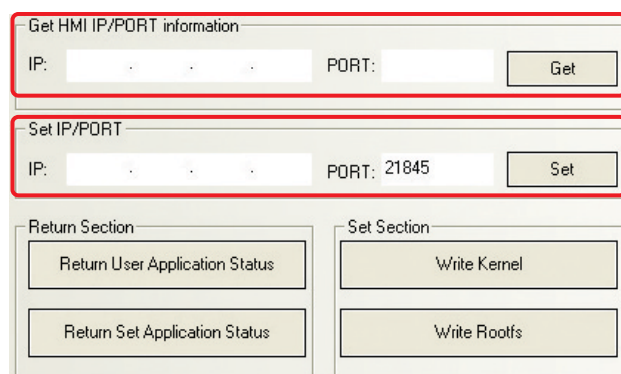 Get HMI IP/PORT information
IP: . . . PORT: Get
Set IP/PORT
IP: . . . PORT: 21845 Set
Return Section Set Section
Return User Application Status Write Kernel
Return Set Application Status Write Rootfs